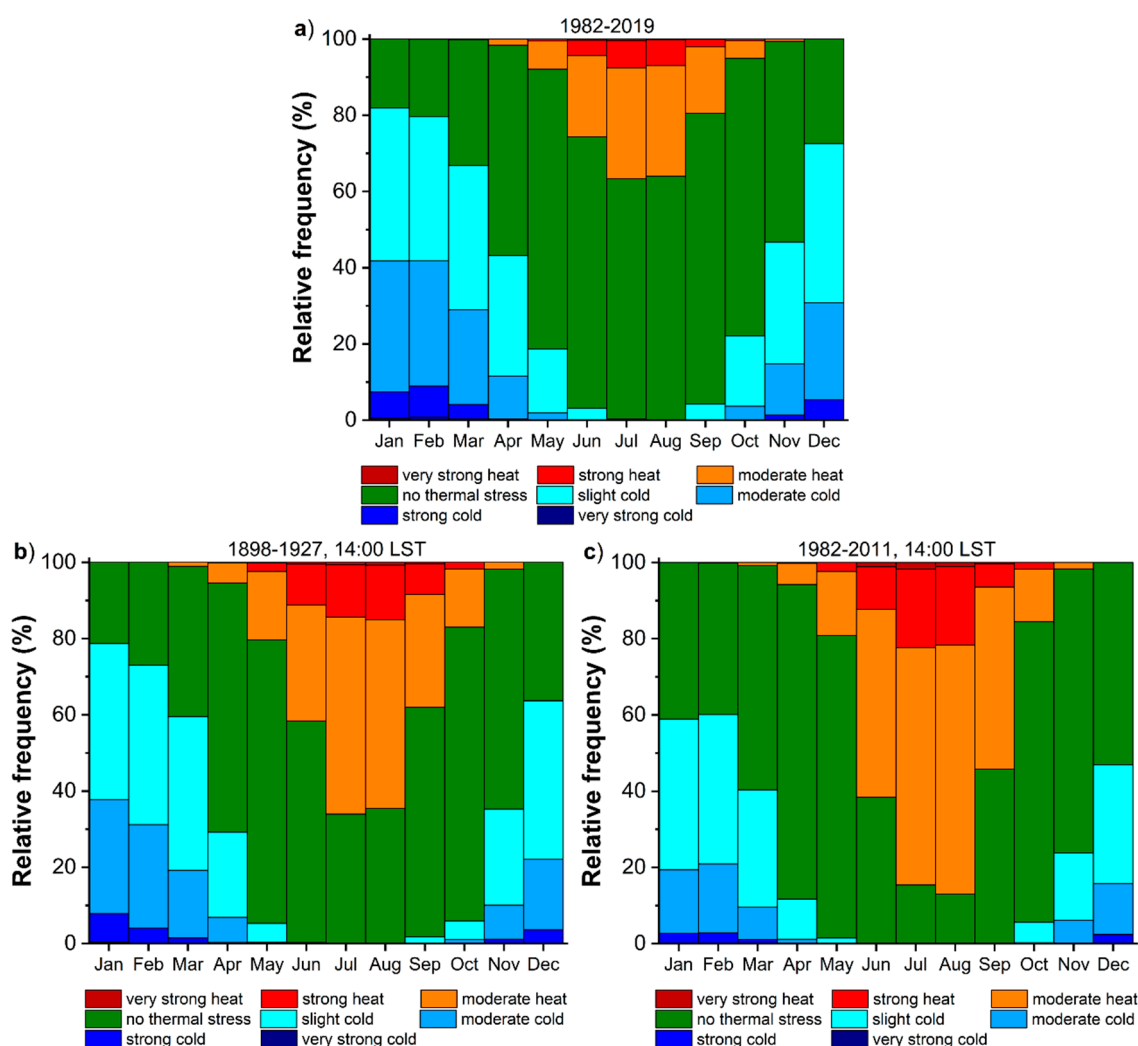 a) 1982-2019
Relative frequency (%)
100
80
60
40
20
0
Jan Feb Mar Apr May Jun Jul Aug Sep Oct Nov Dec
very strong heat strong heat moderate heat
no thermal stress slight cold moderate cold
strong cold very strong cold
b) 1898-1927, 14:00 LST
Relative frequency (%)
100
80
60
40
20
0
Jan Feb Mar Apr May Jun Jul Aug Sep Oct Nov Dec
very strong heat strong heat moderate heat
no thermal stress slight cold moderate cold
strong cold very strong cold
c) 1982-2011, 14:00 LST
Relative frequency (%)
100
80
60
40
20
0
Jan Feb Mar Apr May Jun Jul Aug Sep Oct Nov Dec
very strong heat strong heat moderate heat
no thermal stress slight cold moderate cold
strong cold very strong cold